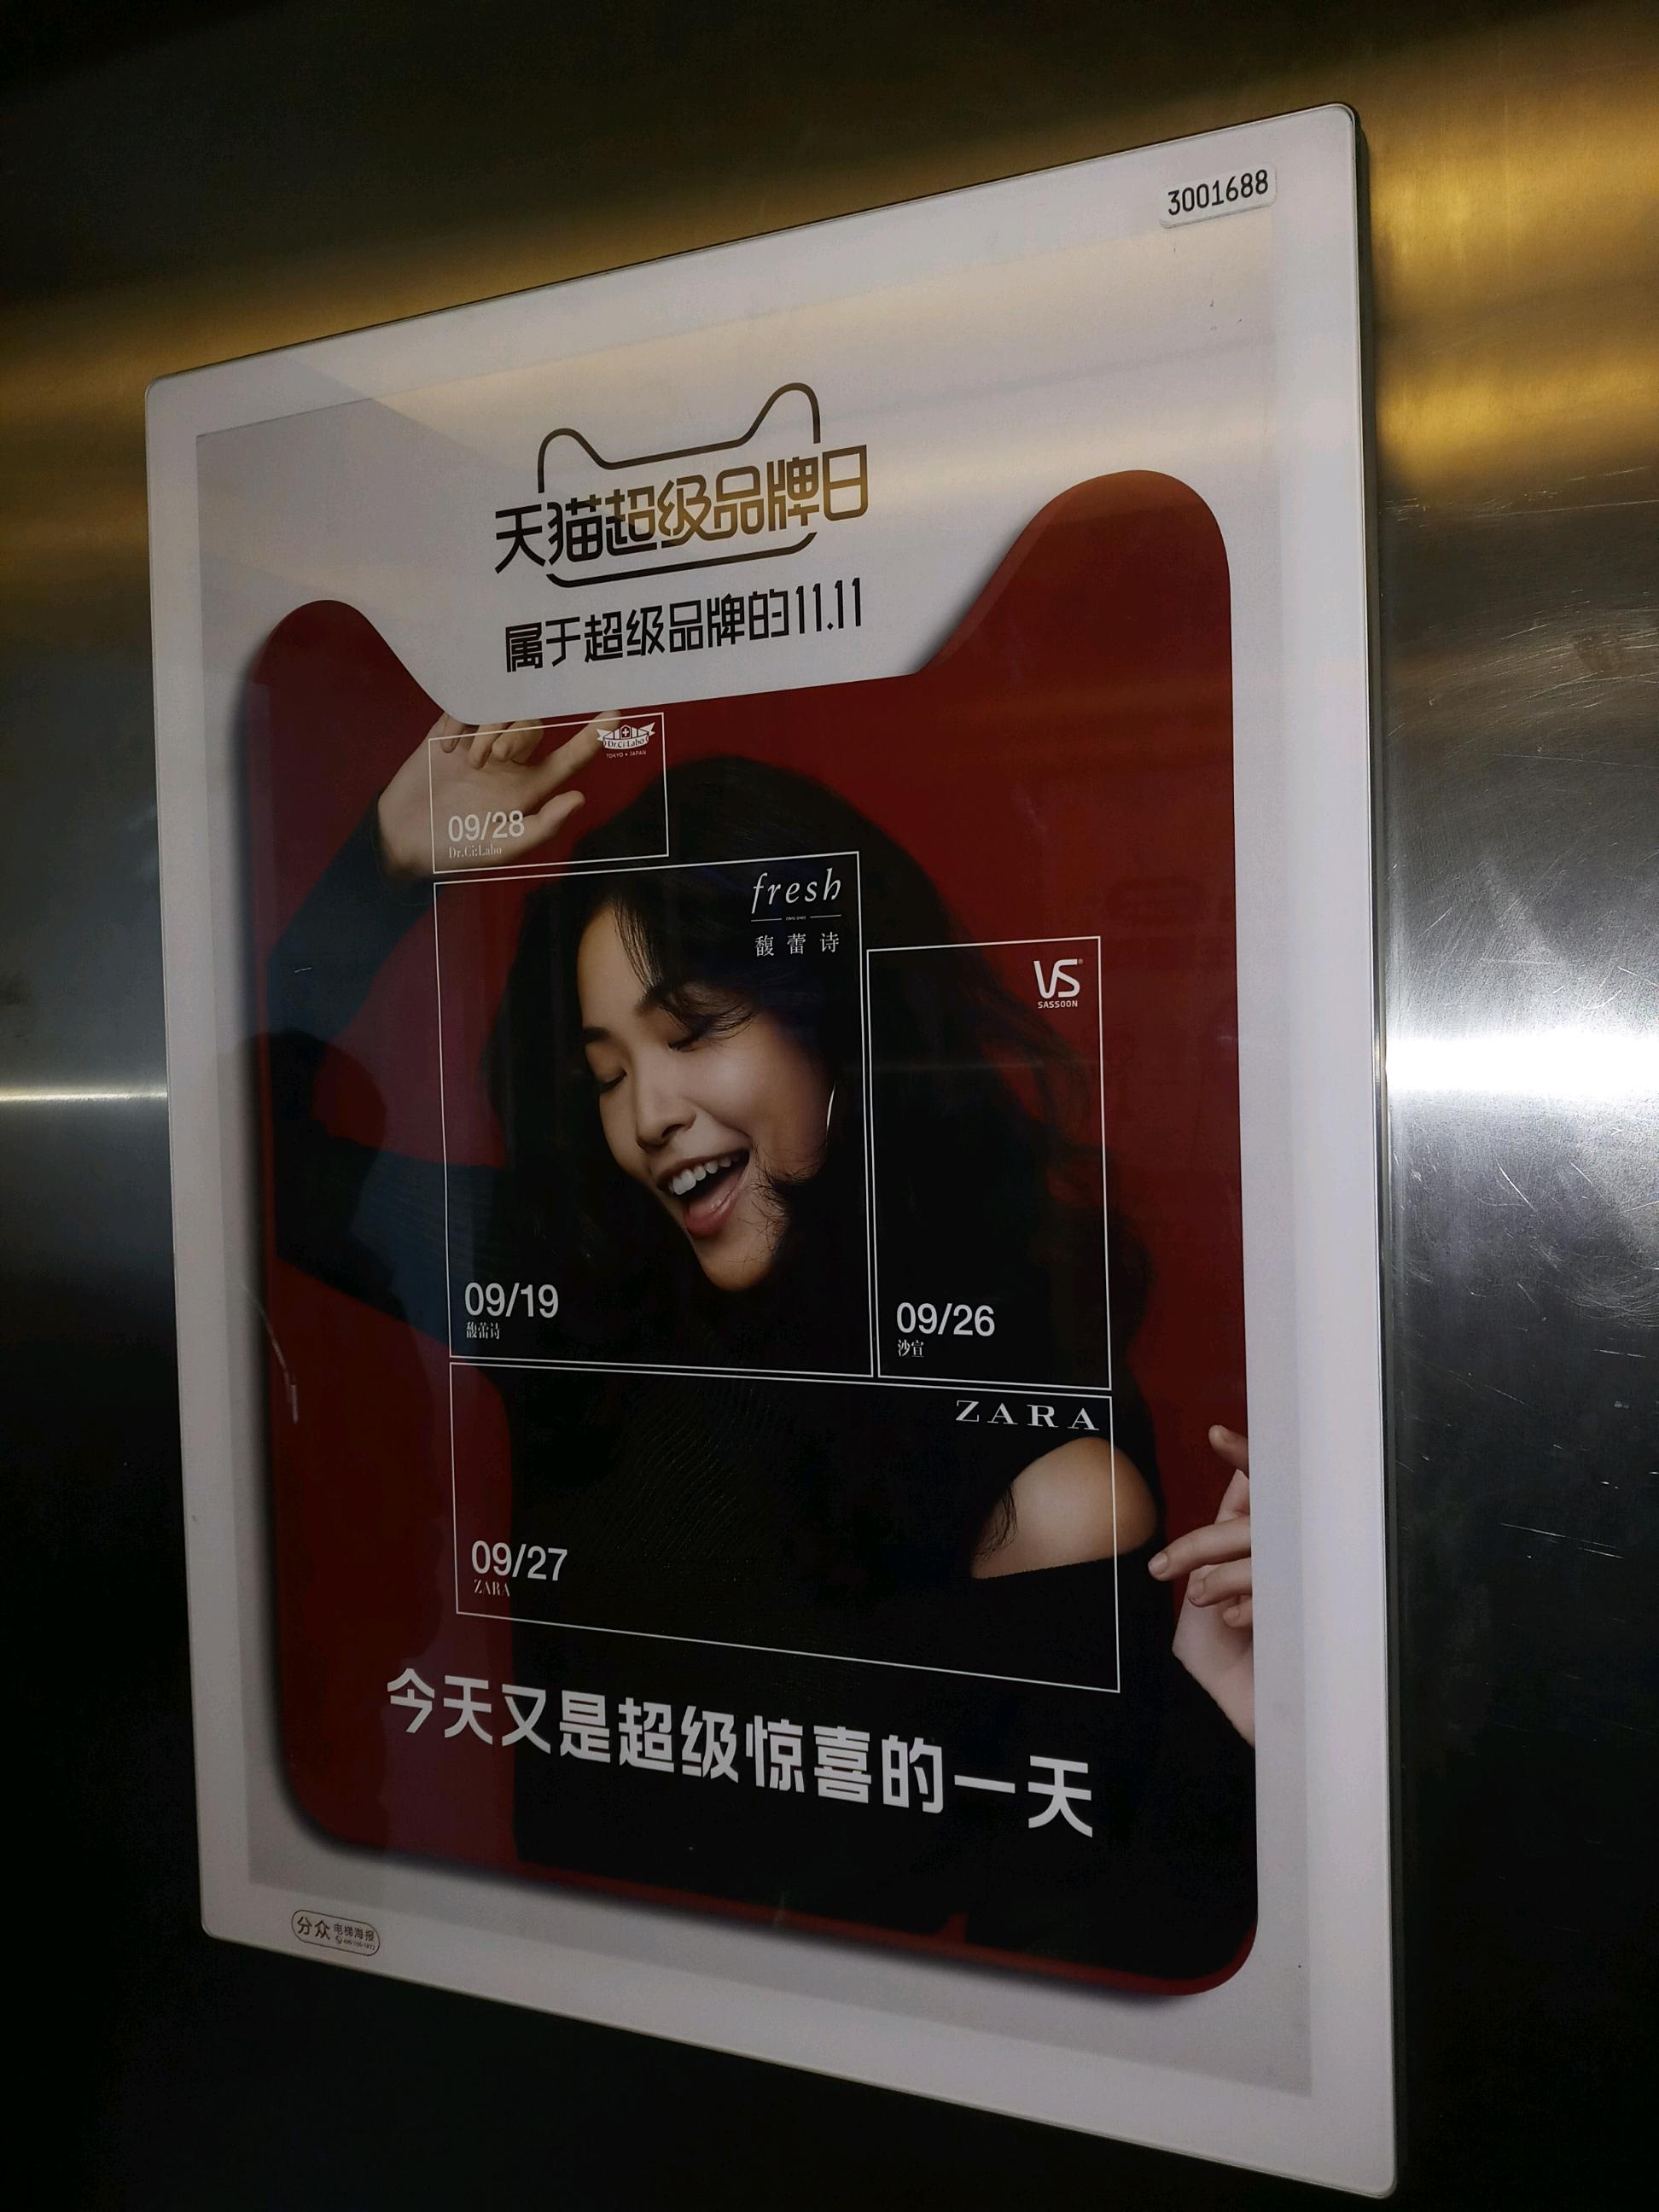 3001688
天猫超级品牌日
属于超级品牌的11.11
Dr.Ci:Labo
TOKYO • JAPAN
09/28
Dr.Ci:Labo
fresh
馥蕾诗
VS
SASSOON
09/19
馥蕾诗
09/26
沙宣
ZARA
09/27
ZARA
今天又是超级惊喜的一天
分众 电梯海报